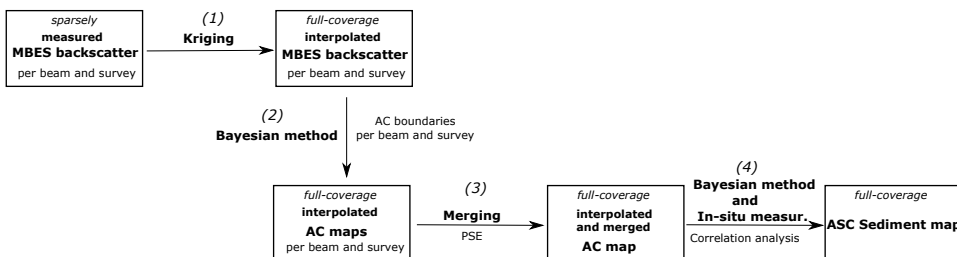 sparsely
measured
MBES backscatter
per beam and survey
(1)
Kriging
full-coverage
interpolated
MBES backscatter
per beam and survey
(2)
Bayesian method
AC boundaries
per beam and survey
full-coverage
interpolated
AC maps
per beam and survey
(3)
Merging
PSE
full-coverage
interpolated
and merged
AC map
(4)
Bayesian method
and
In-situ measur.
Correlation analysis
full-coverage
ASC Sediment map